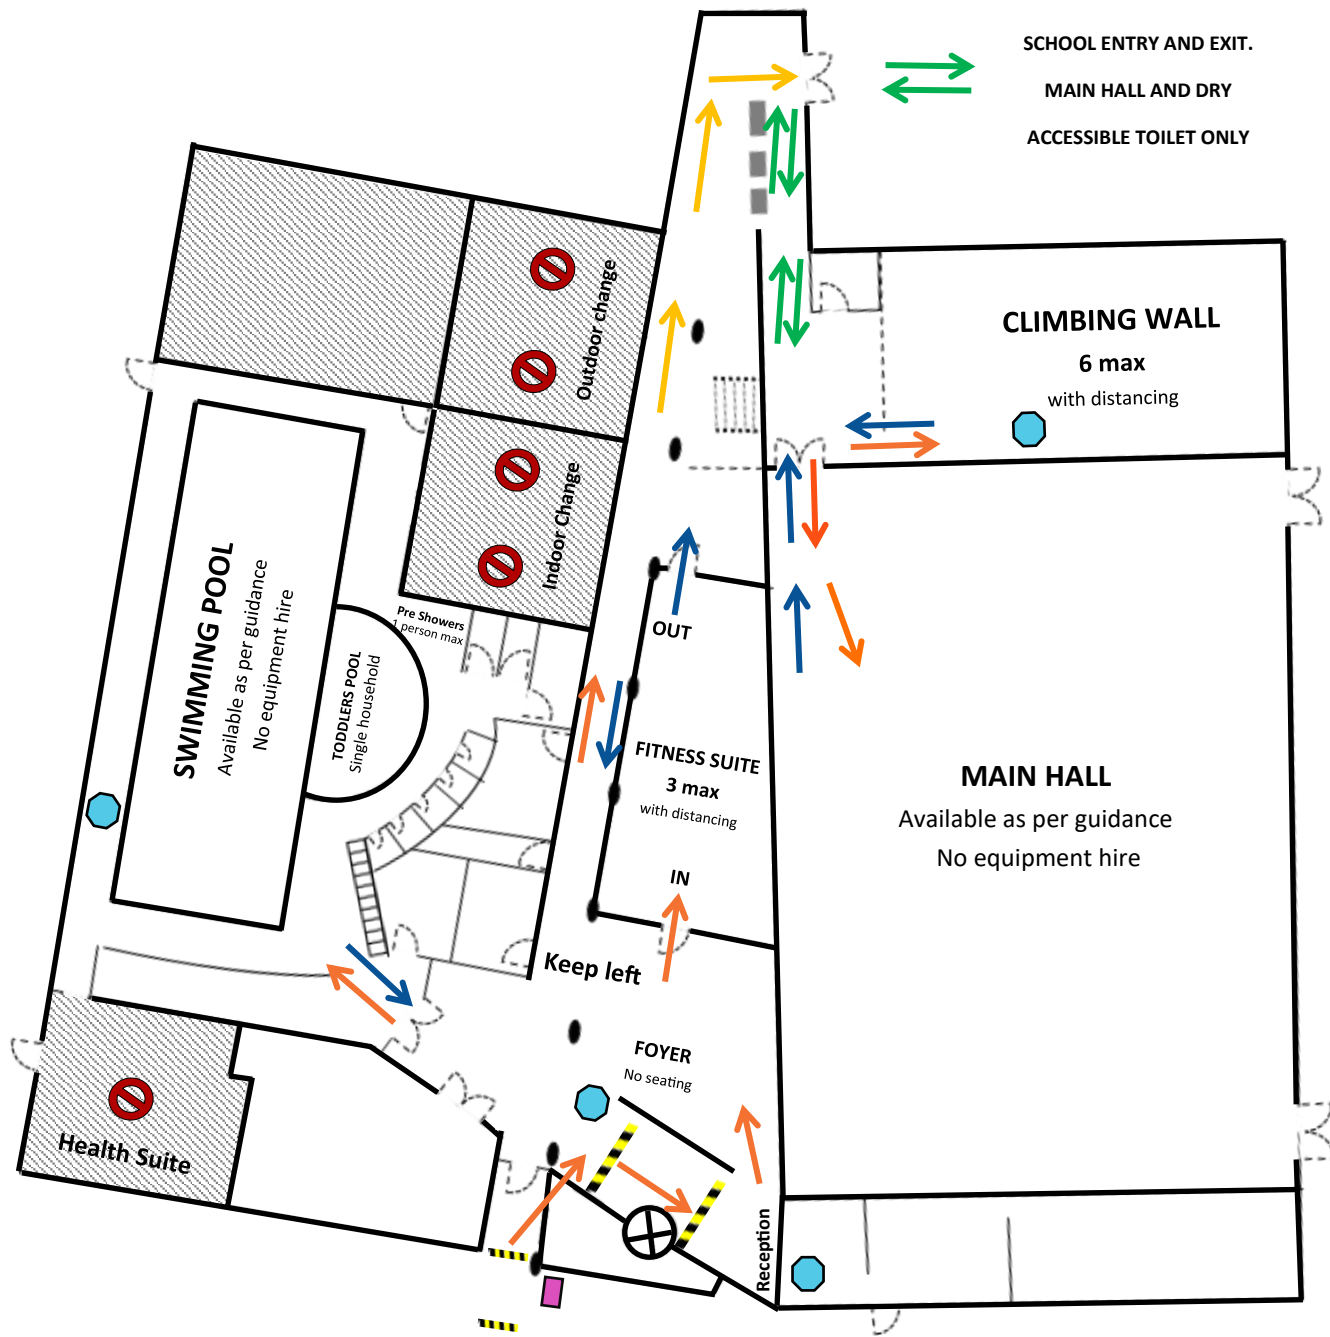 SCHOOL ENTRY AND EXIT.
MAIN HALL AND DRY
ACCESSIBLE TOILET ONLY
Outdoor change
CLIMBING WALL
6 max
with distancing
Indoor Change
SWIMMING POOL
Available as per guidance
No equipment hire
Pre Showers
1 person max
TODDLERS POOL
Single household
OUT
FITNESS SUITE
3 max
with distancing
IN
MAIN HALL
Available as per guidance
No equipment hire
Keep left
FOYER
No seating
Health Suite
Reception